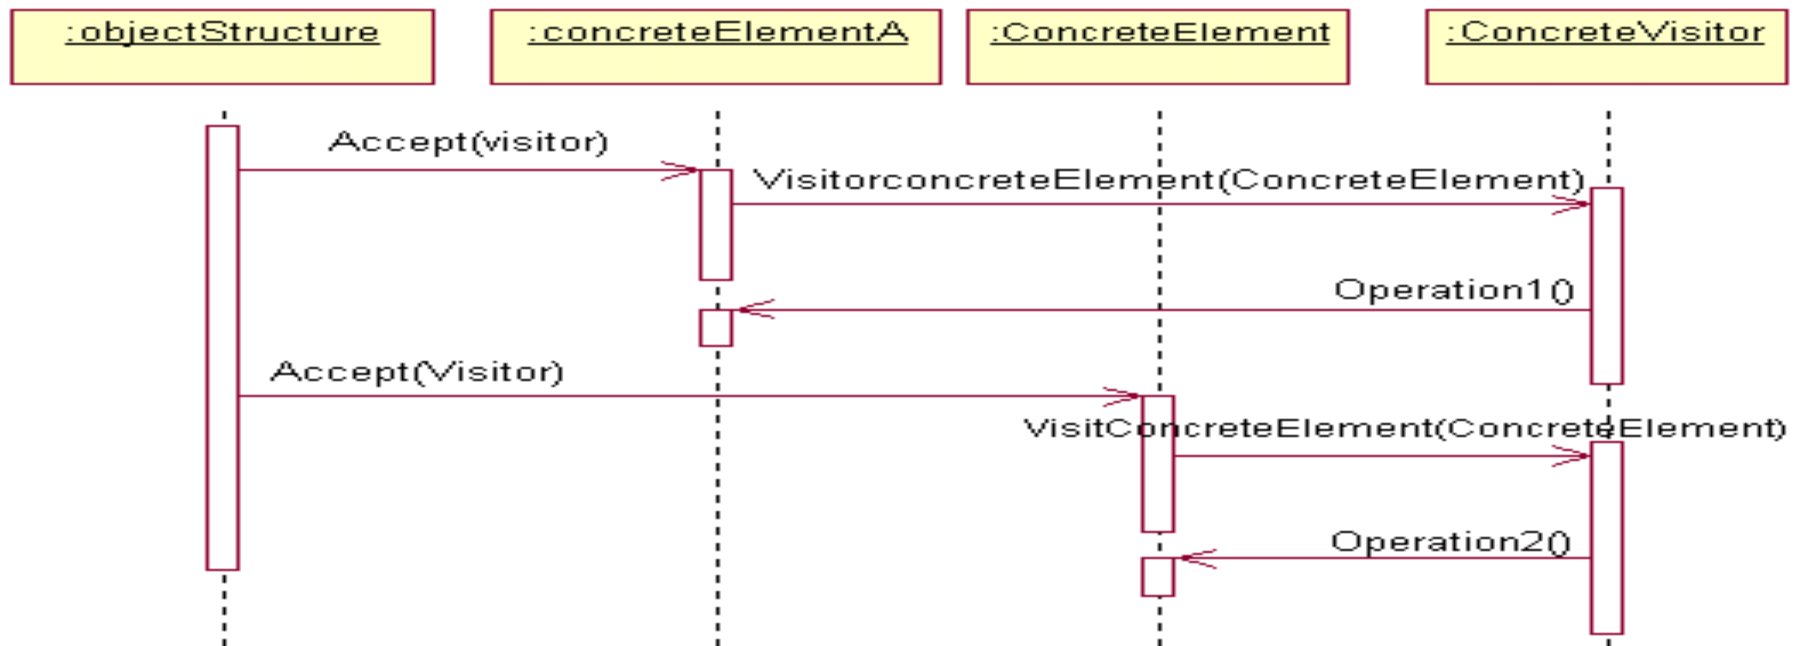 :objectStructure
:concreteElementA
:ConcreteElement
:ConcreteVisitor
Accept(visitor)
VisitorconcreteElement(ConcreteElement)
Operation1()
Accept(Visitor)
VisitConcreteElement(ConcreteElement)
Operation2()